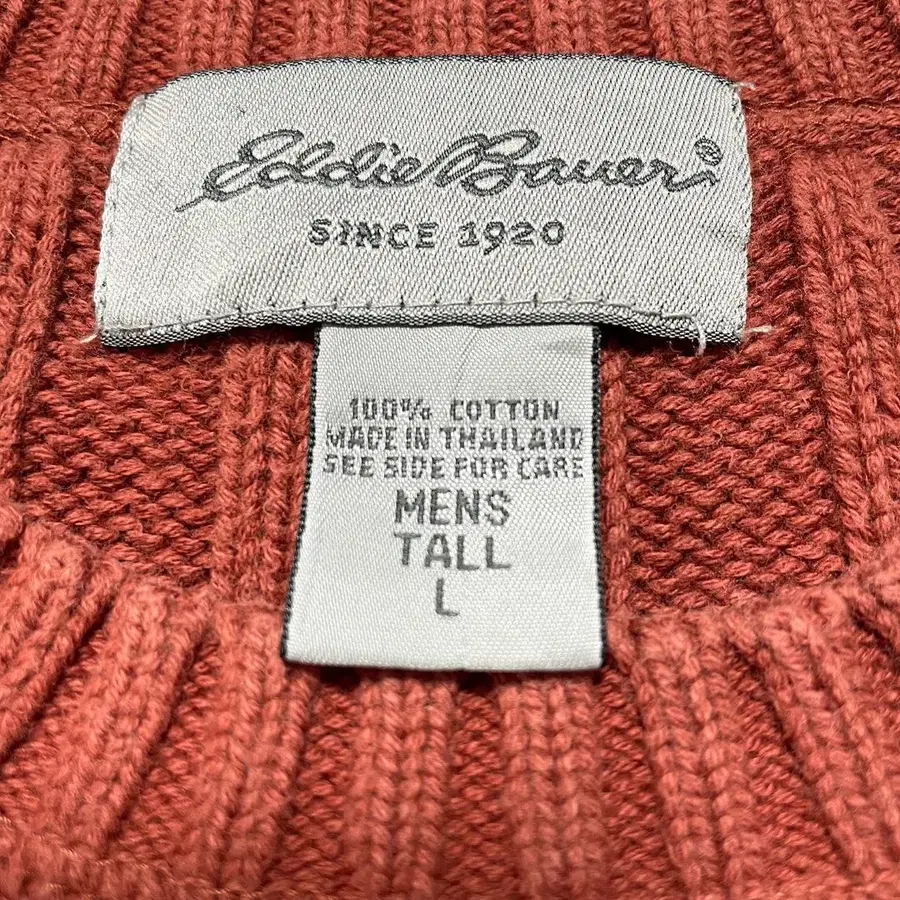 Eddie Bauer®
SINCE 1920
100% COTTON
MADE IN THAILAND
SEE SIDE FOR CARE
MENS
TALL
L